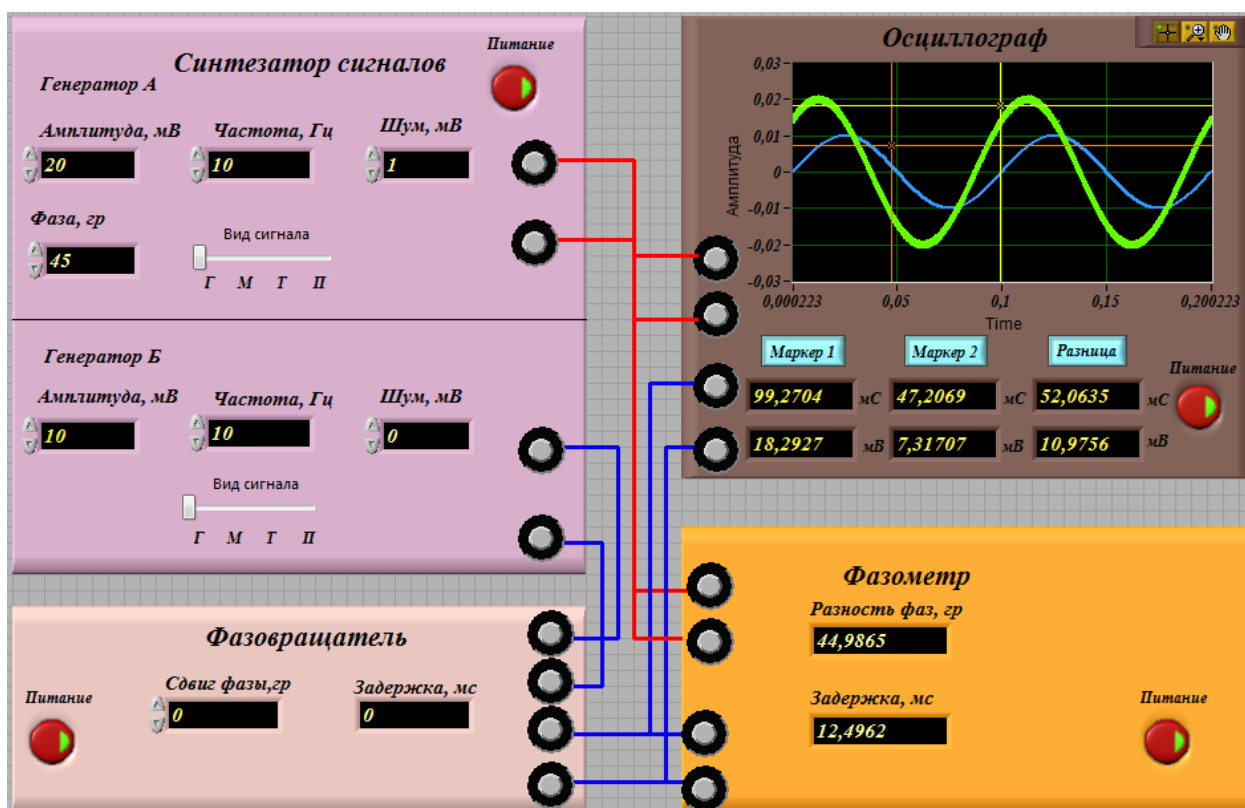 Питание
Синтезатор сигналов
Генератор А
Амплитуда, мВ Частота, Гц Шум, мВ
20 10 1
Фаза, гр
Вид сигнала
45
Г М Т П
Генератор Б
Амплитуда, мВ Частота, Гц Шум, мВ
10 10 0
Вид сигнала
Г М Т П
Фазовращатель
Питание
Сдвиг фазы,гр Задержка, мс
0 0
Осциллограф
0,03
0,02
0,01
0
-0,01
-0,02
-0,03
Амплитуда
0,000223 0,05 0,1 0,15 0,200223
Time
Маркер 1 Маркер 2 Разница
Питание
99,2704 мС 47,2069 мС 52,0635 мС
18,2927 мВ 7,31707 мВ 10,9756 мВ
Фазометр
Разность фаз, гр
44,9865
Задержка, мс
Питание
12,4962